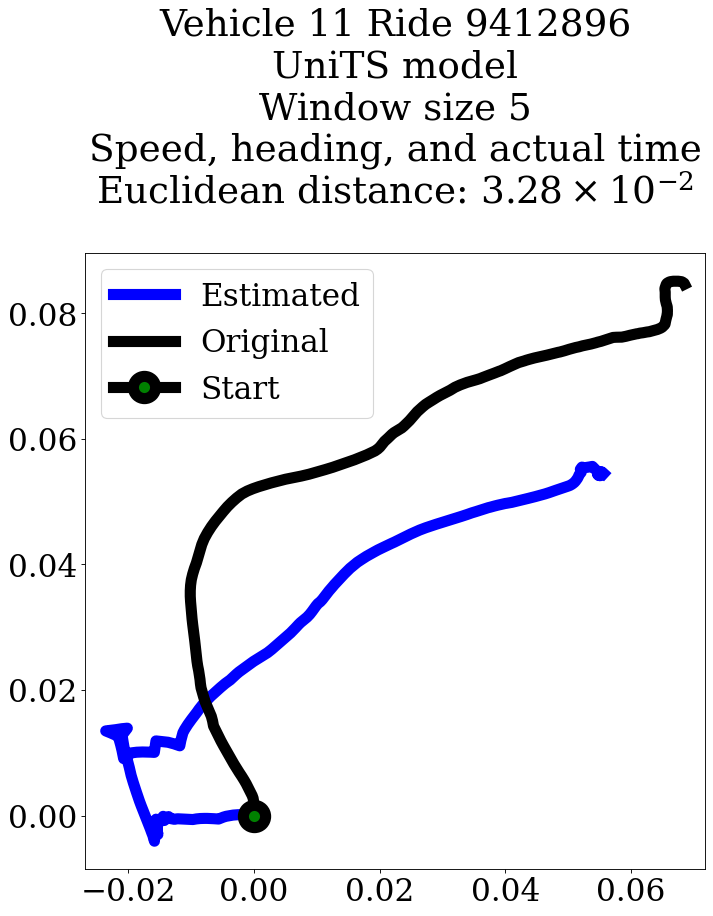 Vehicle 11 Ride 9412896
UniTS model
Window size 5
Speed, heading, and actual time
Euclidean distance: 3.28 × 10⁻²
Estimated
Original
Start
0.08
0.06
0.04
0.02
0.00
−0.02 0.00 0.02 0.04 0.06